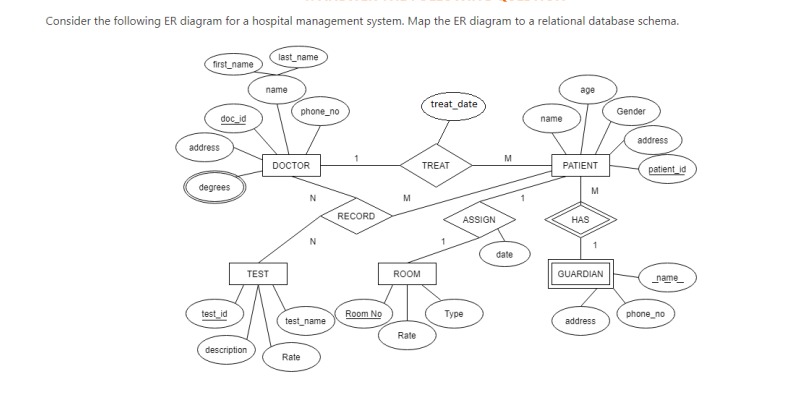 Consider the following ER diagram for a hospital management system. Map the ER diagram to a relational database schema.
last_name
first_name
name
age
treat_date
phone_no
name
Gender
doc_id
address
address
1
M
DOCTOR
TREAT
PATIENT
patient_id
degrees
M
N
M
1
RECORD
ASSIGN
HAS
N
1
1
date
TEST
ROOM
GUARDIAN
_name_
test_id
test_name
Room No
Type
address
phone_no
Rate
description
Rate